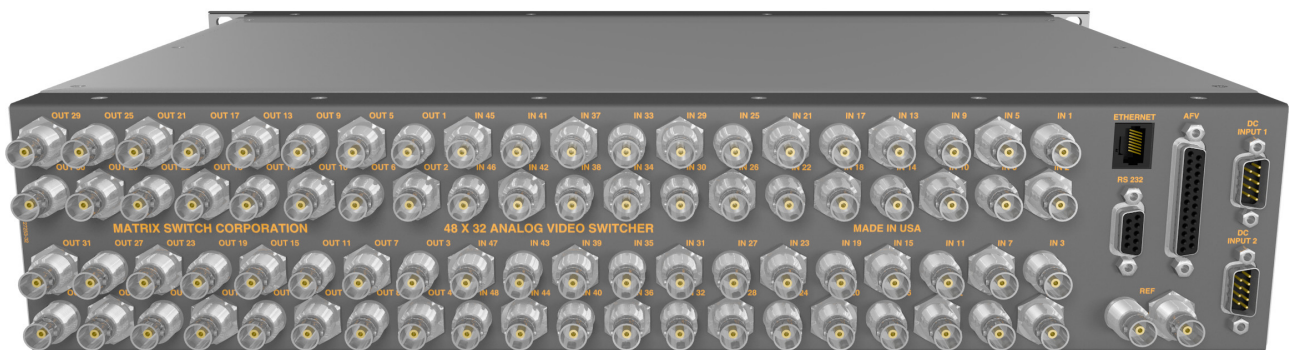 OUT 29 OUT 25 OUT 21 OUT 17 OUT 13 OUT 9 OUT 5 OUT 1 IN 45 IN 41 IN 37 IN 33 IN 29 IN 25 IN 21 IN 17 IN 13 IN 9 IN 5 IN 1 ETHERNET AFV DC
INPUT 1
OUT 6 OUT 2 IN 46 IN 42 IN 38 IN 34 IN 30 IN 26 IN 22 IN 18 IN 14 IN 10 RS 232
MATRIX SWITCH CORPORATION 48 X 32 ANALOG VIDEO SWITCHER MADE IN USA DC
INPUT 2
OUT 31 OUT 27 OUT 23 OUT 19 OUT 15 OUT 11 OUT 7 OUT 3 IN 47 IN 43 IN 39 IN 35 IN 31 IN 27 IN 23 IN 19 IN 15 IN 11 IN 7 IN 3
OUT 4 IN 48 IN 44 IN 40 IN 36 REF